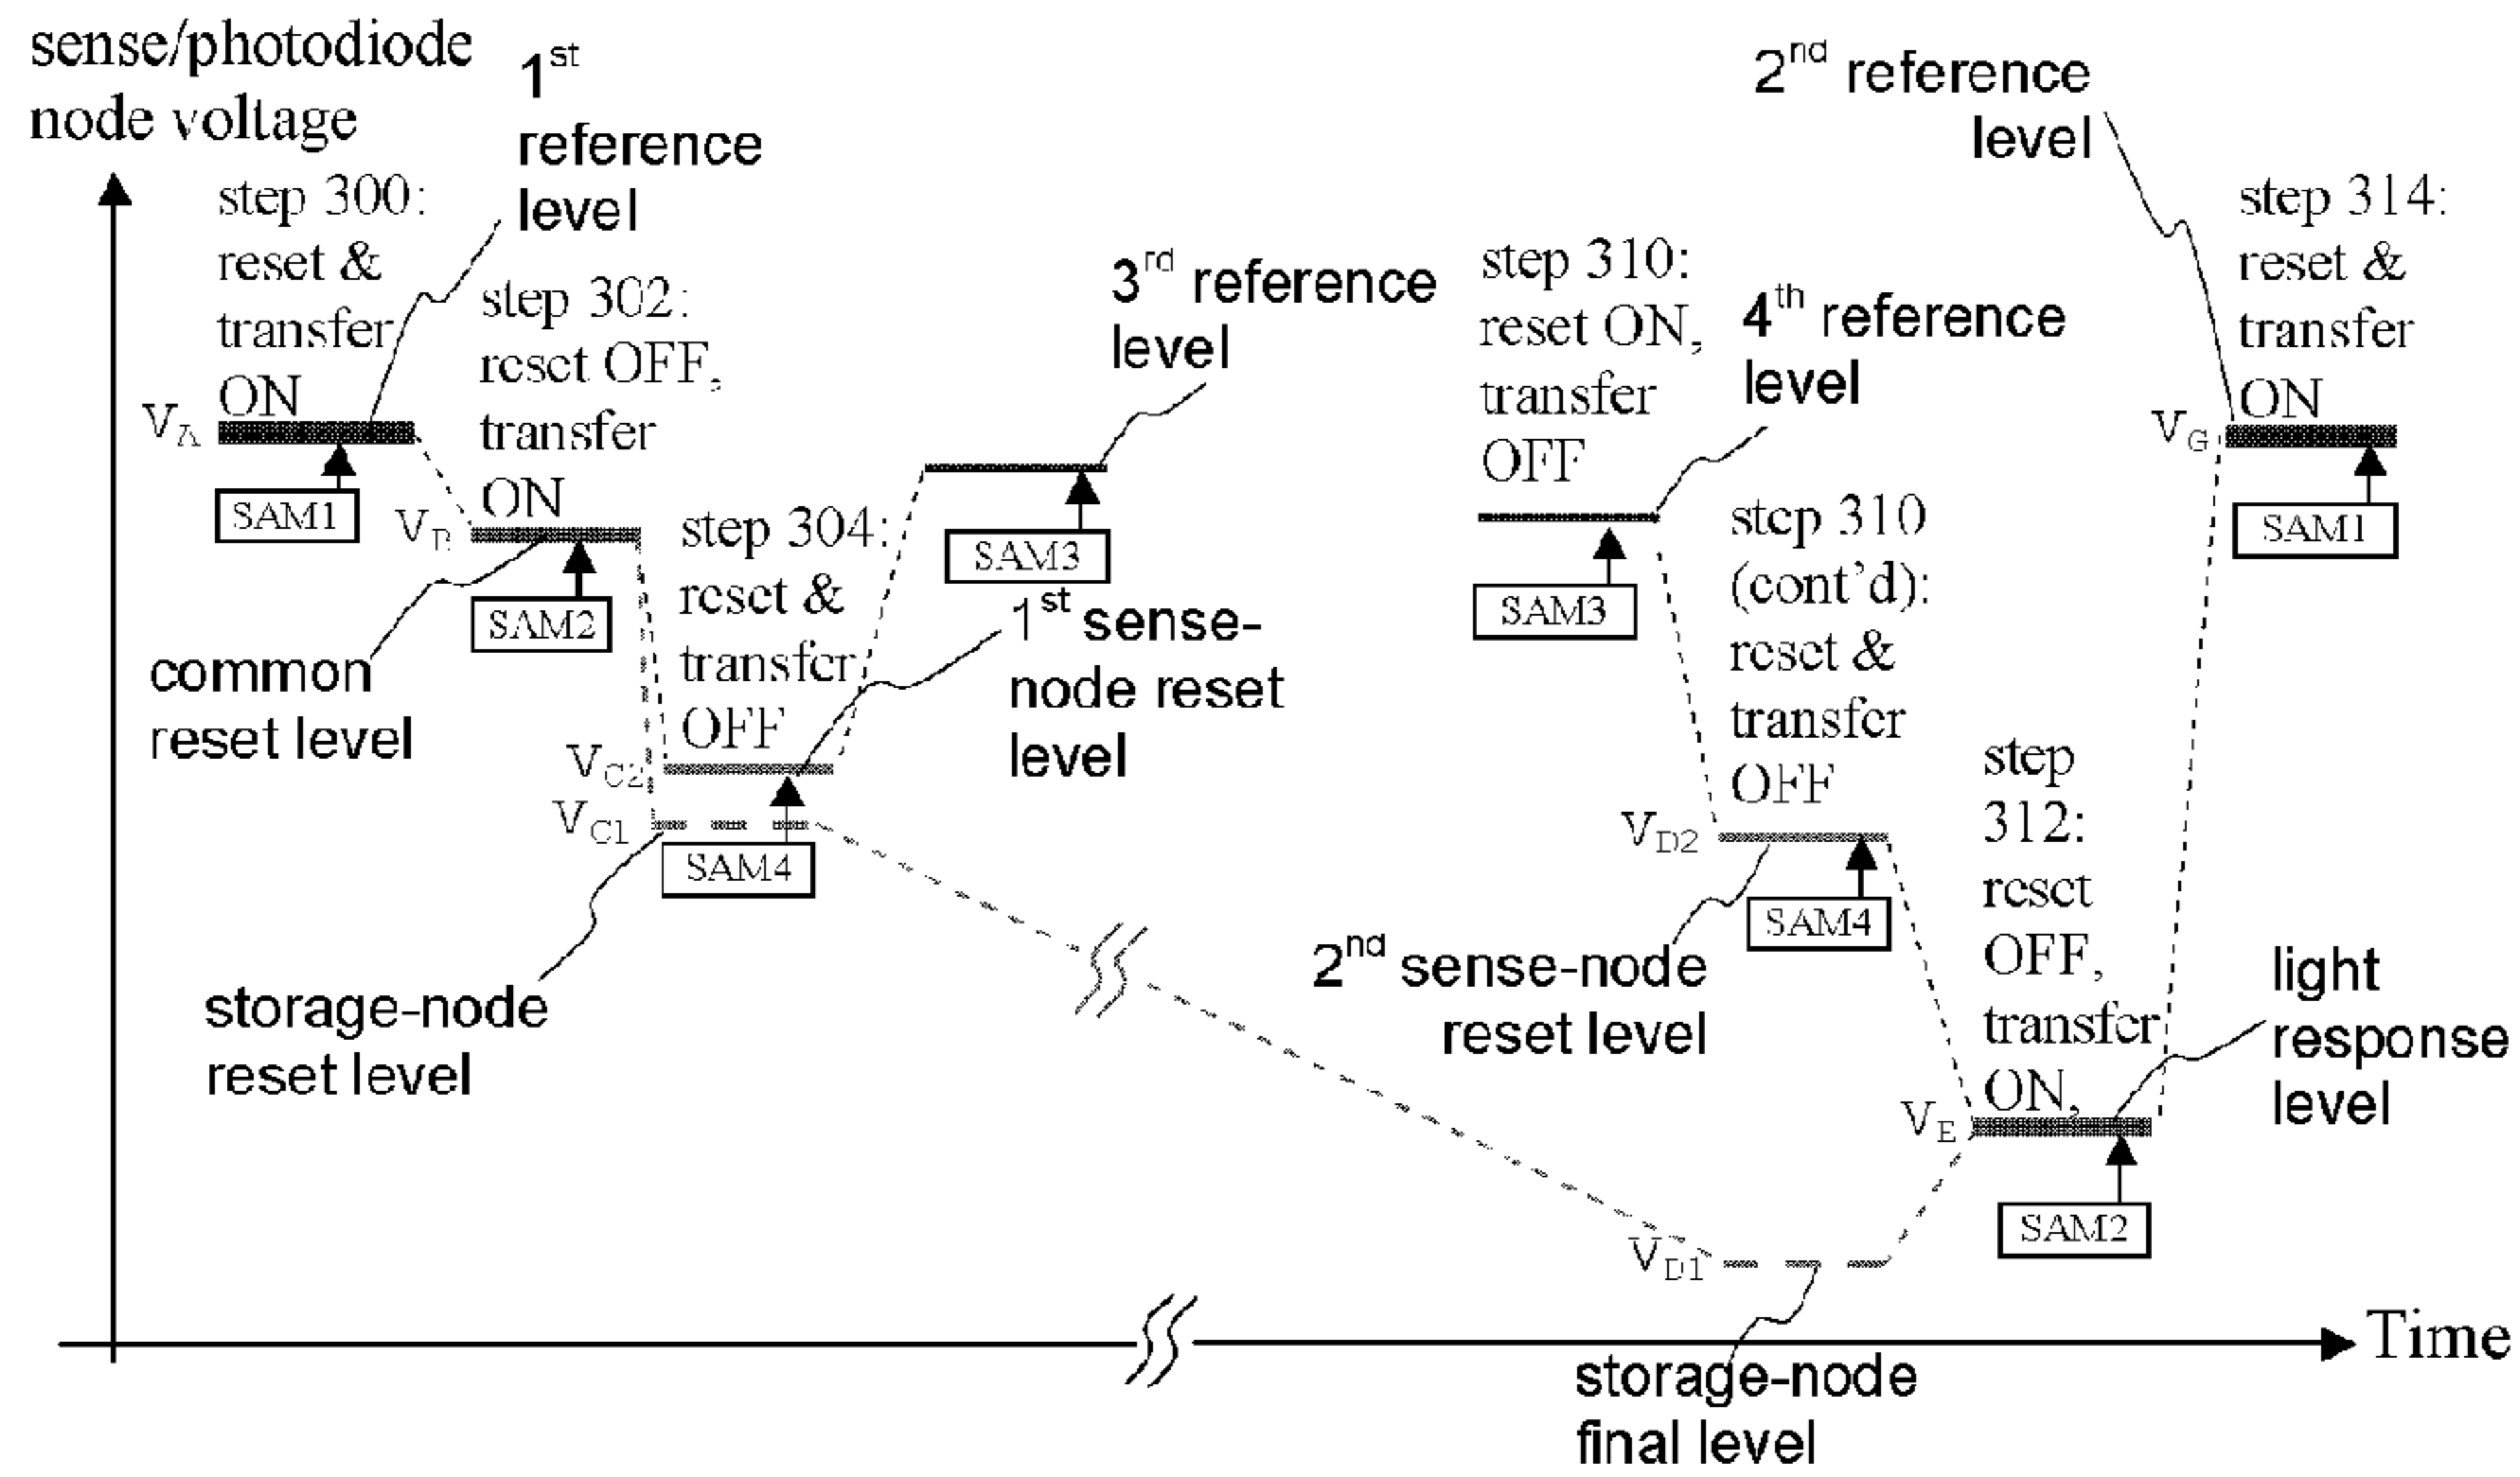 sense/photodiode
node voltage
1st
reference
level
step 300:
reset &
transfer
ON
VA
SAM1
step 302:
reset OFF,
transfer
ON
VB
SAM2
common
reset level
step 304:
reset &
transfer
OFF
VC2
VC1
SAM4
storage-node
reset level
3rd reference
level
SAM3
1st sense-
node reset
level
step 310:
reset ON,
transfer
OFF
SAM3
4th reference
level
step 310
(cont'd):
reset &
transfer
OFF
VD2
SAM4
2nd sense-node
reset level
VD1
storage-node
final level
step
312:
reset
OFF,
transfer
ON,
VE
SAM2
light
response
level
2nd reference
level
step 314:
reset &
transfer
ON
VG
SAM1
Time